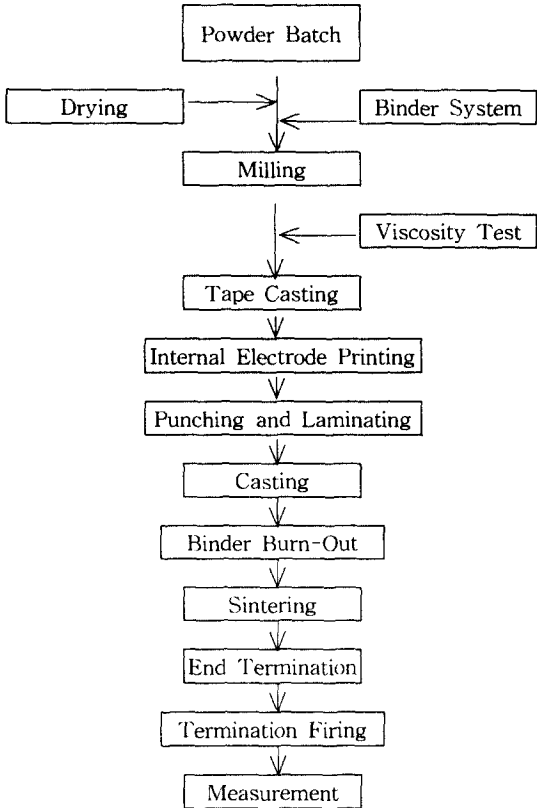 Powder Batch
Drying
Binder System
Milling
Viscosity Test
Tape Casting
Internal Electrode Printing
Punching and Laminating
Casting
Binder Burn-Out
Sintering
End Termination
Termination Firing
Measurement